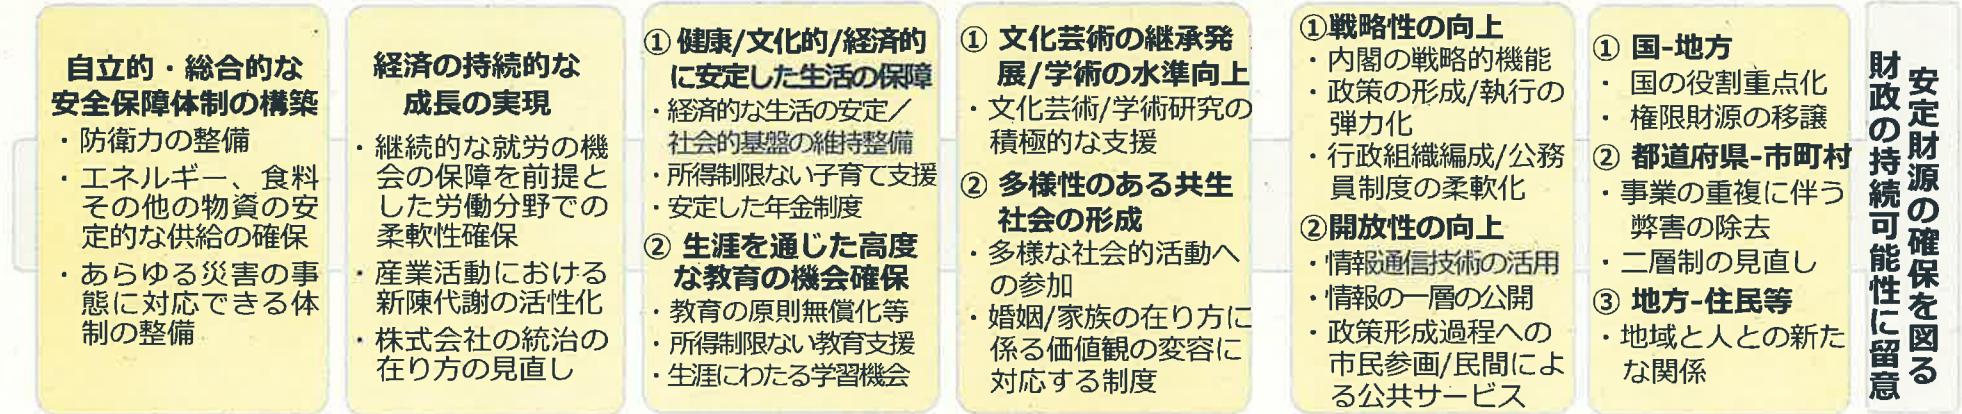 自立的・総合的な
安全保障体制の構築
・防衛力の整備
・エネルギー、食料
その他の物資の安
定的な供給の確保
・あらゆる災害の事
態に対応できる体
制の整備
経済の持続的な
成長の実現
・継続的な就労の機
会の保障を前提と
した労働分野での
柔軟性確保
・産業活動における
新陳代謝の活性化
・株式会社の統治の
在り方の見直し
① 健康/文化的/経済的
に安定した生活の保障
・経済的な生活の安定／
社会的基盤の維持整備
・所得制限ない子育て支援
・安定した年金制度
② 生涯を通じた高度
な教育の機会確保
・教育の原則無償化等
・所得制限ない教育支援
・生涯にわたる学習機会
① 文化芸術の継承発
展/学術の水準向上
・文化芸術/学術研究の
積極的な支援
② 多様性のある共生
社会の形成
・多様な社会的活動へ
の参加
・婚姻/家族の在り方に
係る価値観の変容に
対応する制度
①戦略性の向上
・内閣の戦略的機能
・政策の形成/執行の
弾力化
・行政組織編成/公務
員制度の柔軟化
②開放性の向上
・情報通信技術の活用
・情報の一層の公開
・政策形成過程への
市民参画/民間によ
る公共サービス
① 国-地方
・ 国の役割重点化
・ 権限財源の移譲
② 都道府県-市町村
・事業の重複に伴う
弊害の除去
・二層制の見直し
③ 地方-住民等
・地域と人との新た
な関係
安定財源の確保を図る
財政の持続可能性に留意